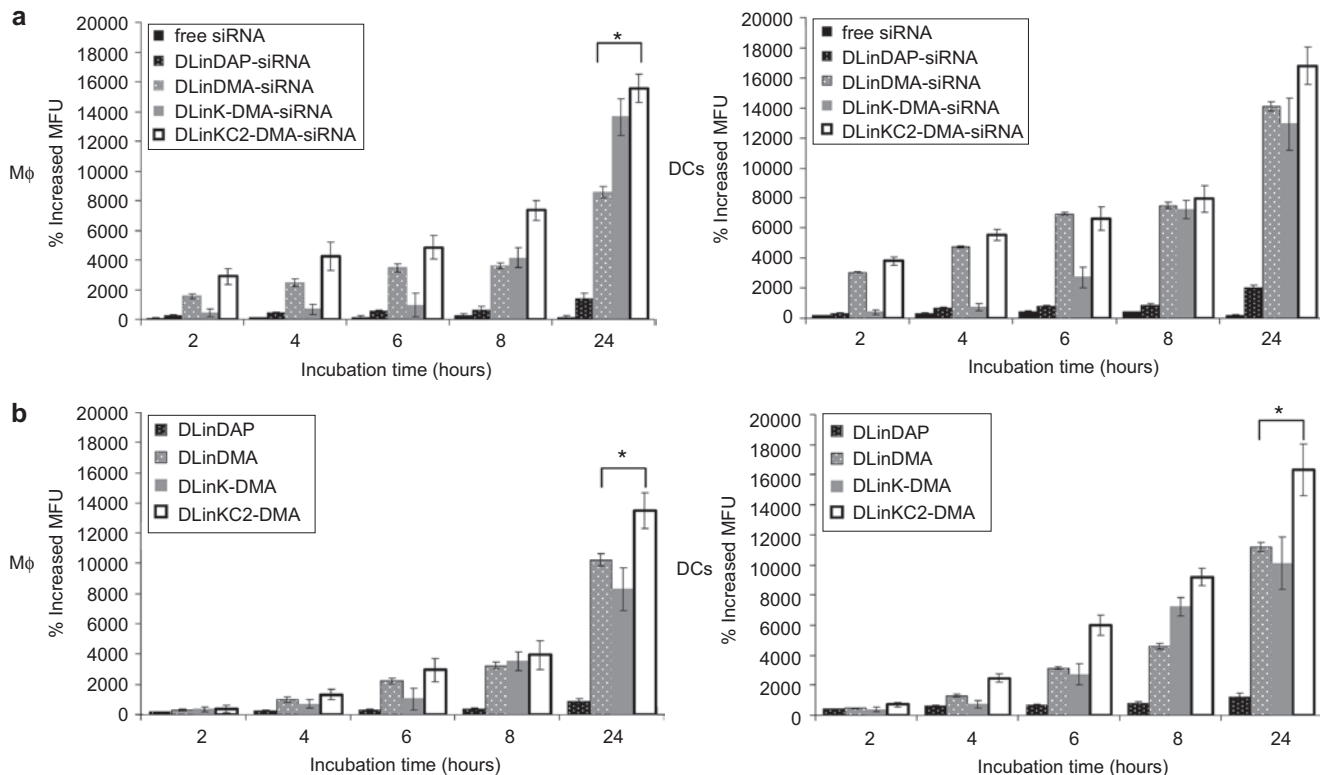 a
20000
18000
16000
14000
12000
10000
8000
6000
4000
2000
0
% Increased MFU
Mϕ
free siRNA
DLinDAP-siRNA
DLinDMA-siRNA
DLinK-DMA-siRNA
DLinKC2-DMA-siRNA
*
2 4 6 8 24
Incubation time (hours)
20000
18000
16000
14000
12000
10000
8000
6000
4000
2000
0
% Increased MFU
DCs
free siRNA
DLinDAP-siRNA
DLinDMA-siRNA
DLinK-DMA-siRNA
DLinKC2-DMA-siRNA
2 4 6 8 24
Incubation time (hours)
b
20000
18000
16000
14000
12000
10000
8000
6000
4000
2000
0
% Increased MFU
Mϕ
DLinDAP
DLinDMA
DLinK-DMA
DLinKC2-DMA
*
2 4 6 8 24
Incubation time (hours)
20000
18000
16000
14000
12000
10000
8000
6000
4000
2000
0
% Increased MFU
DCs
DLinDAP
DLinDMA
DLinK-DMA
DLinKC2-DMA
*
2 4 6 8 24
Incubation time (hours)